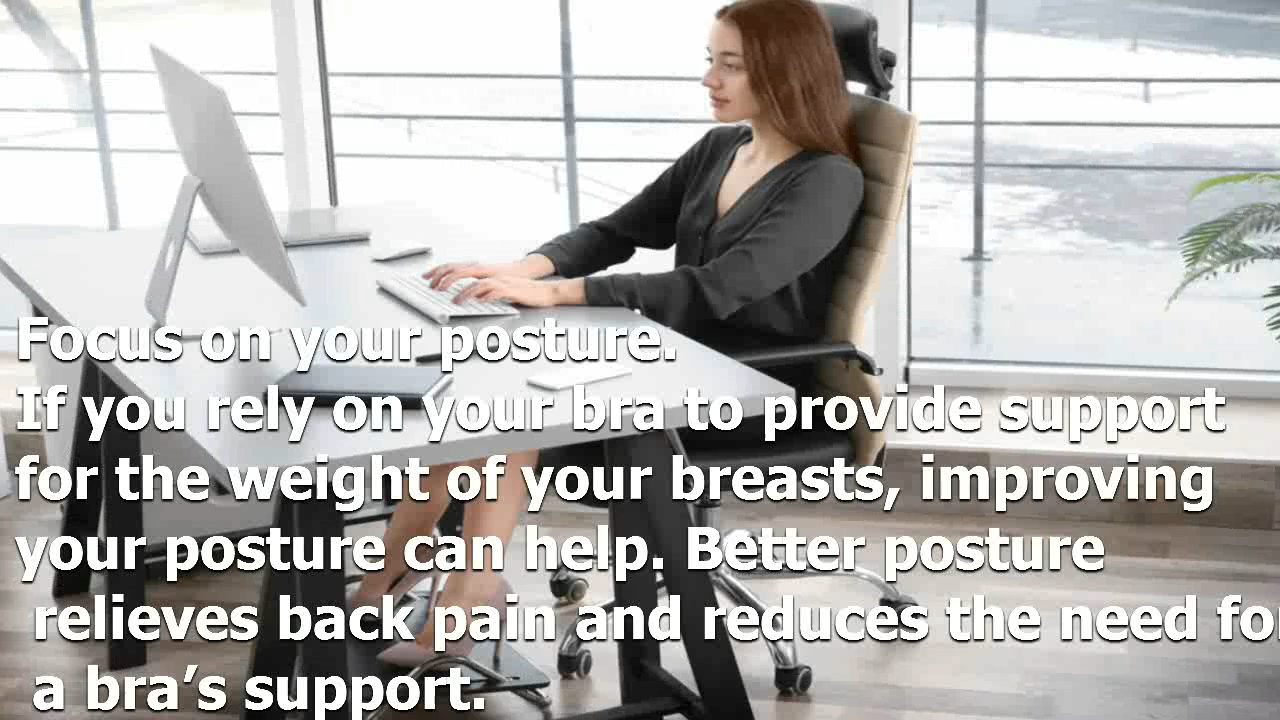 Focus on your posture.
If you rely on your bra to provide support
for the weight of your breasts, improving
your posture can help. Better posture
relieves back pain and reduces the need fo
a bra’s support.